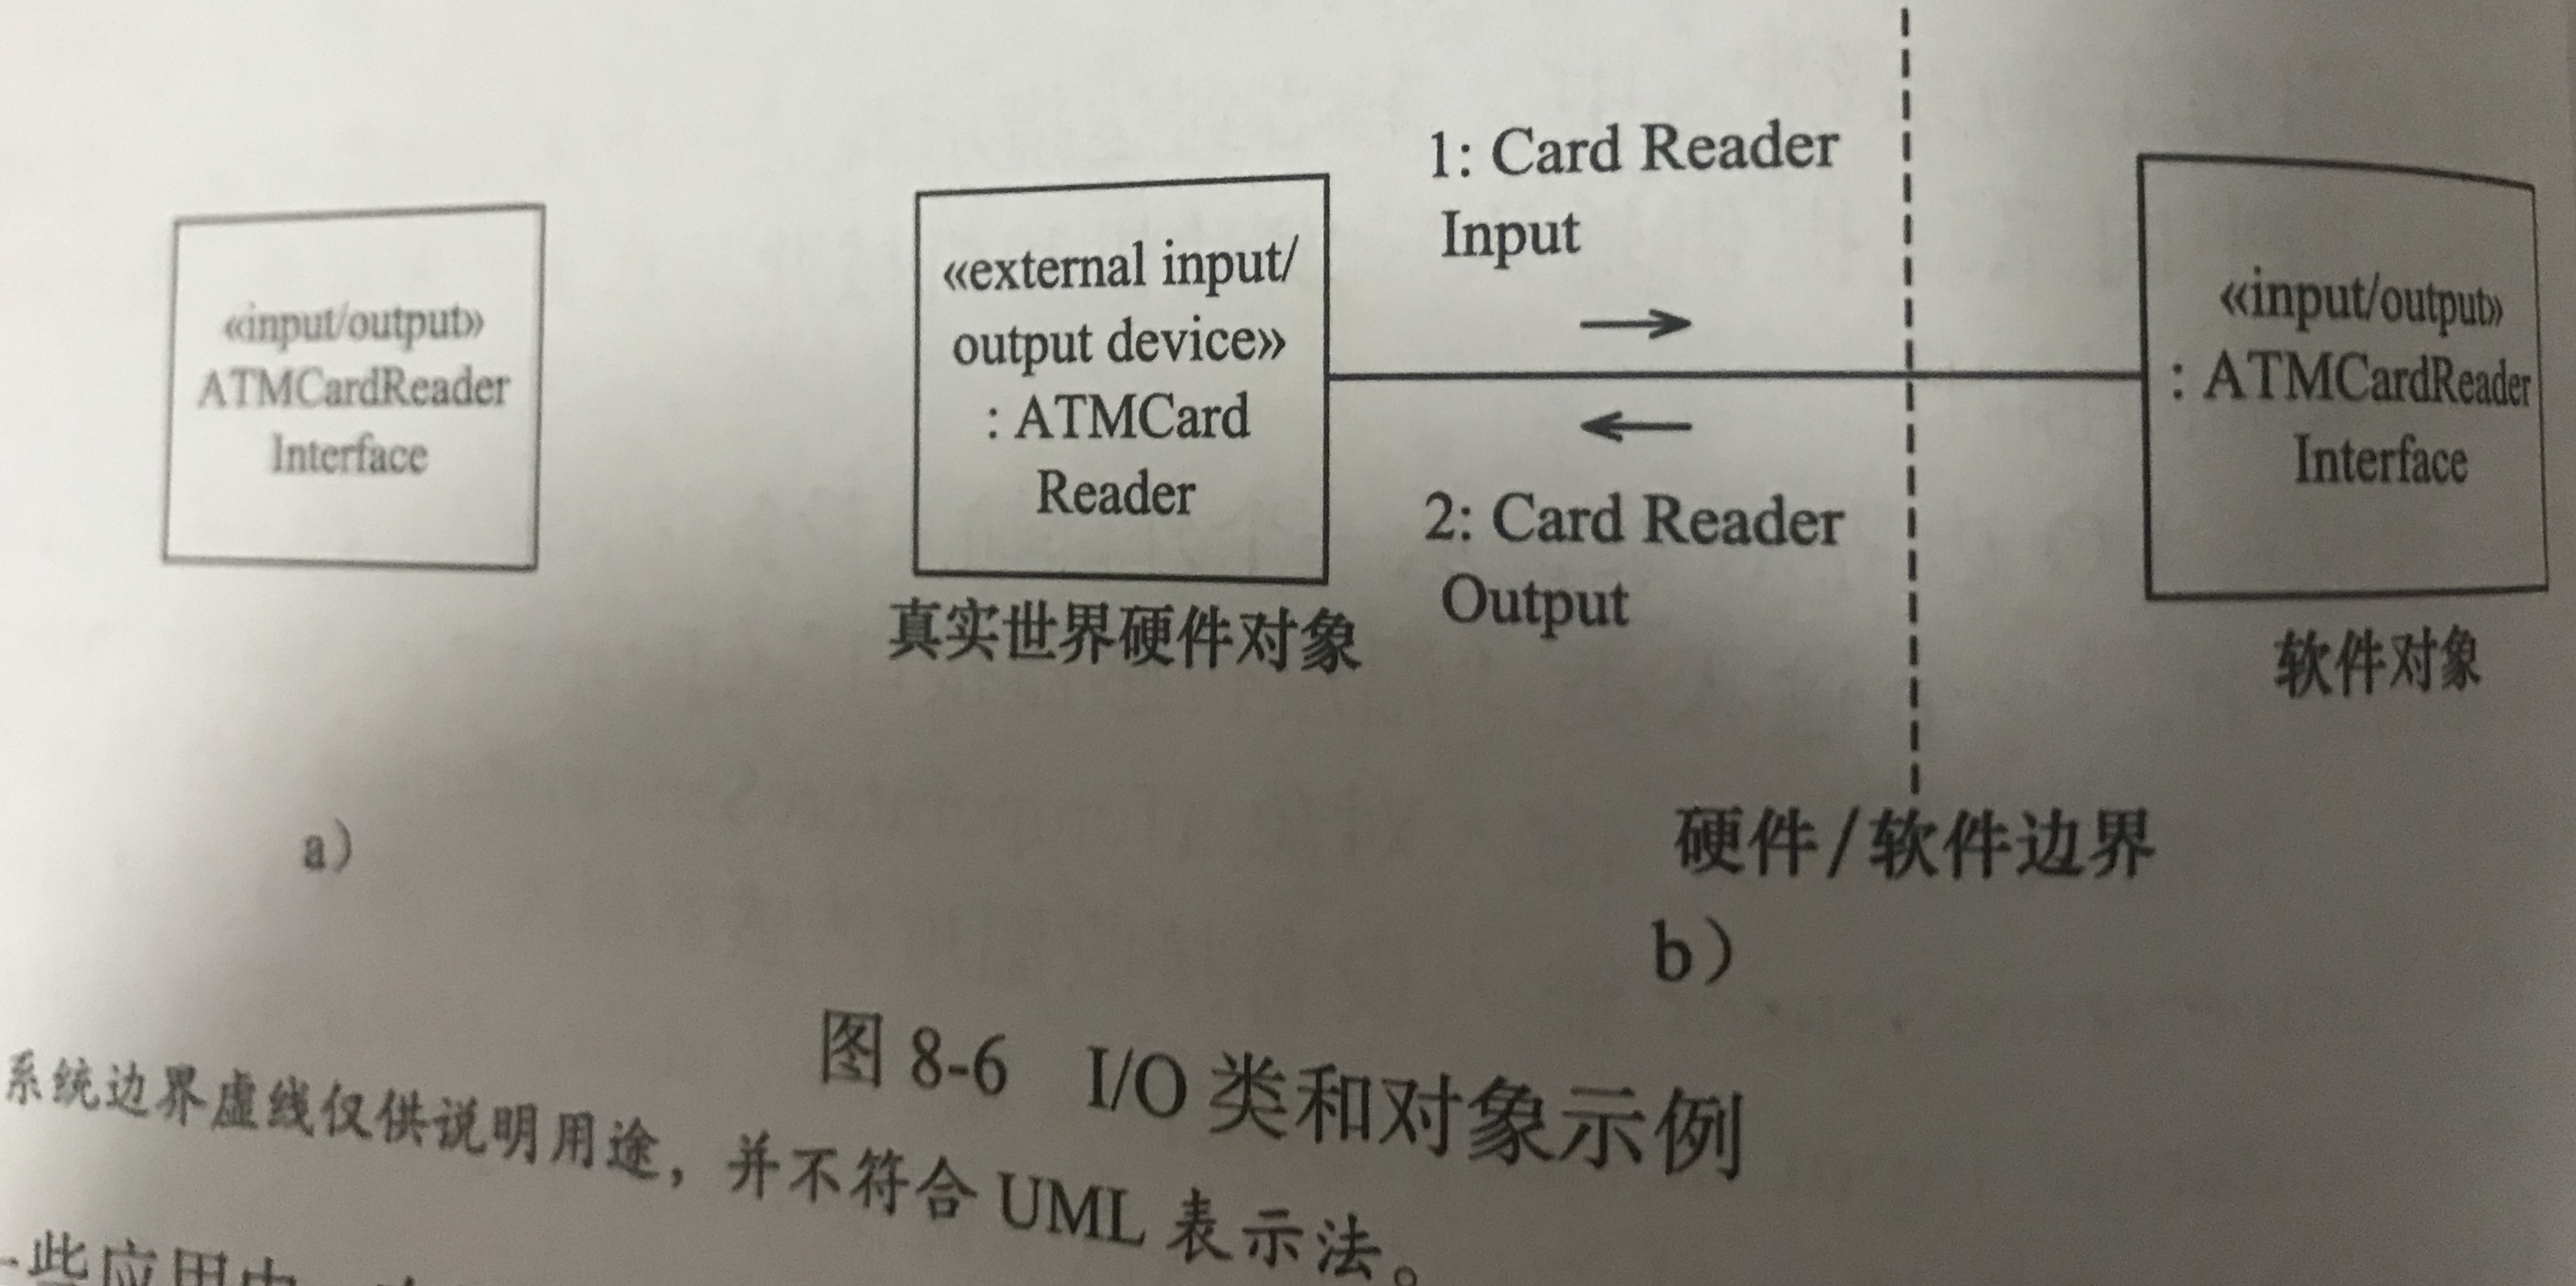 «input/output»
ATMCardReader
Interface
a)
«external input/
output device»
: ATMCard
Reader
真实世界硬件对象
1: Card Reader
Input
2: Card Reader
Output
«input/output»
: ATMCardReader
Interface
软件对象
硬件/软件边界
b)
图 8-6 I/O 类和对象示例
系统边界虚线仅供说明用途，并不符合 UML 表示法。
些应用中